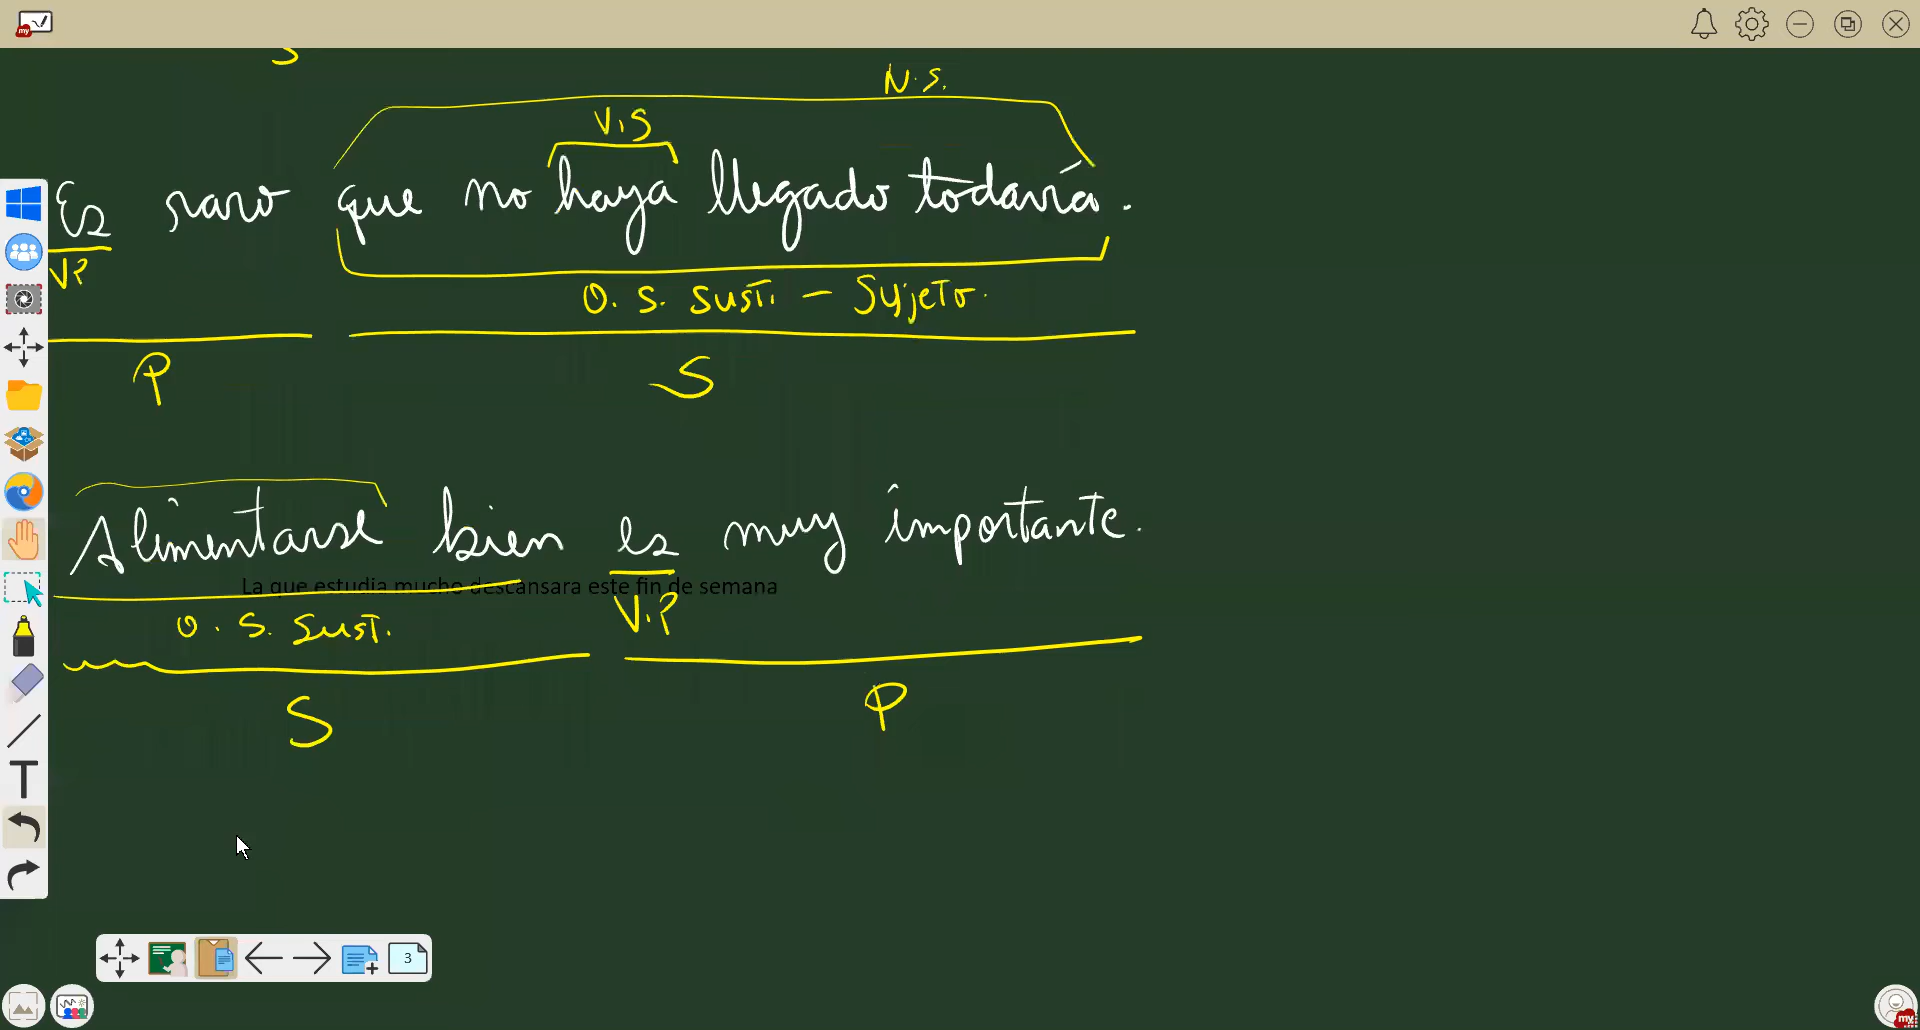 S
N.S.
V.S
Es raro que no haya llegado todavía.
VP
O. S. SUST. - Sujeto.
P S
Alimentarse bien es muy importante.
La que estudia mucho descansara este fin de semana
O. S. SUST. V.P
S P
3